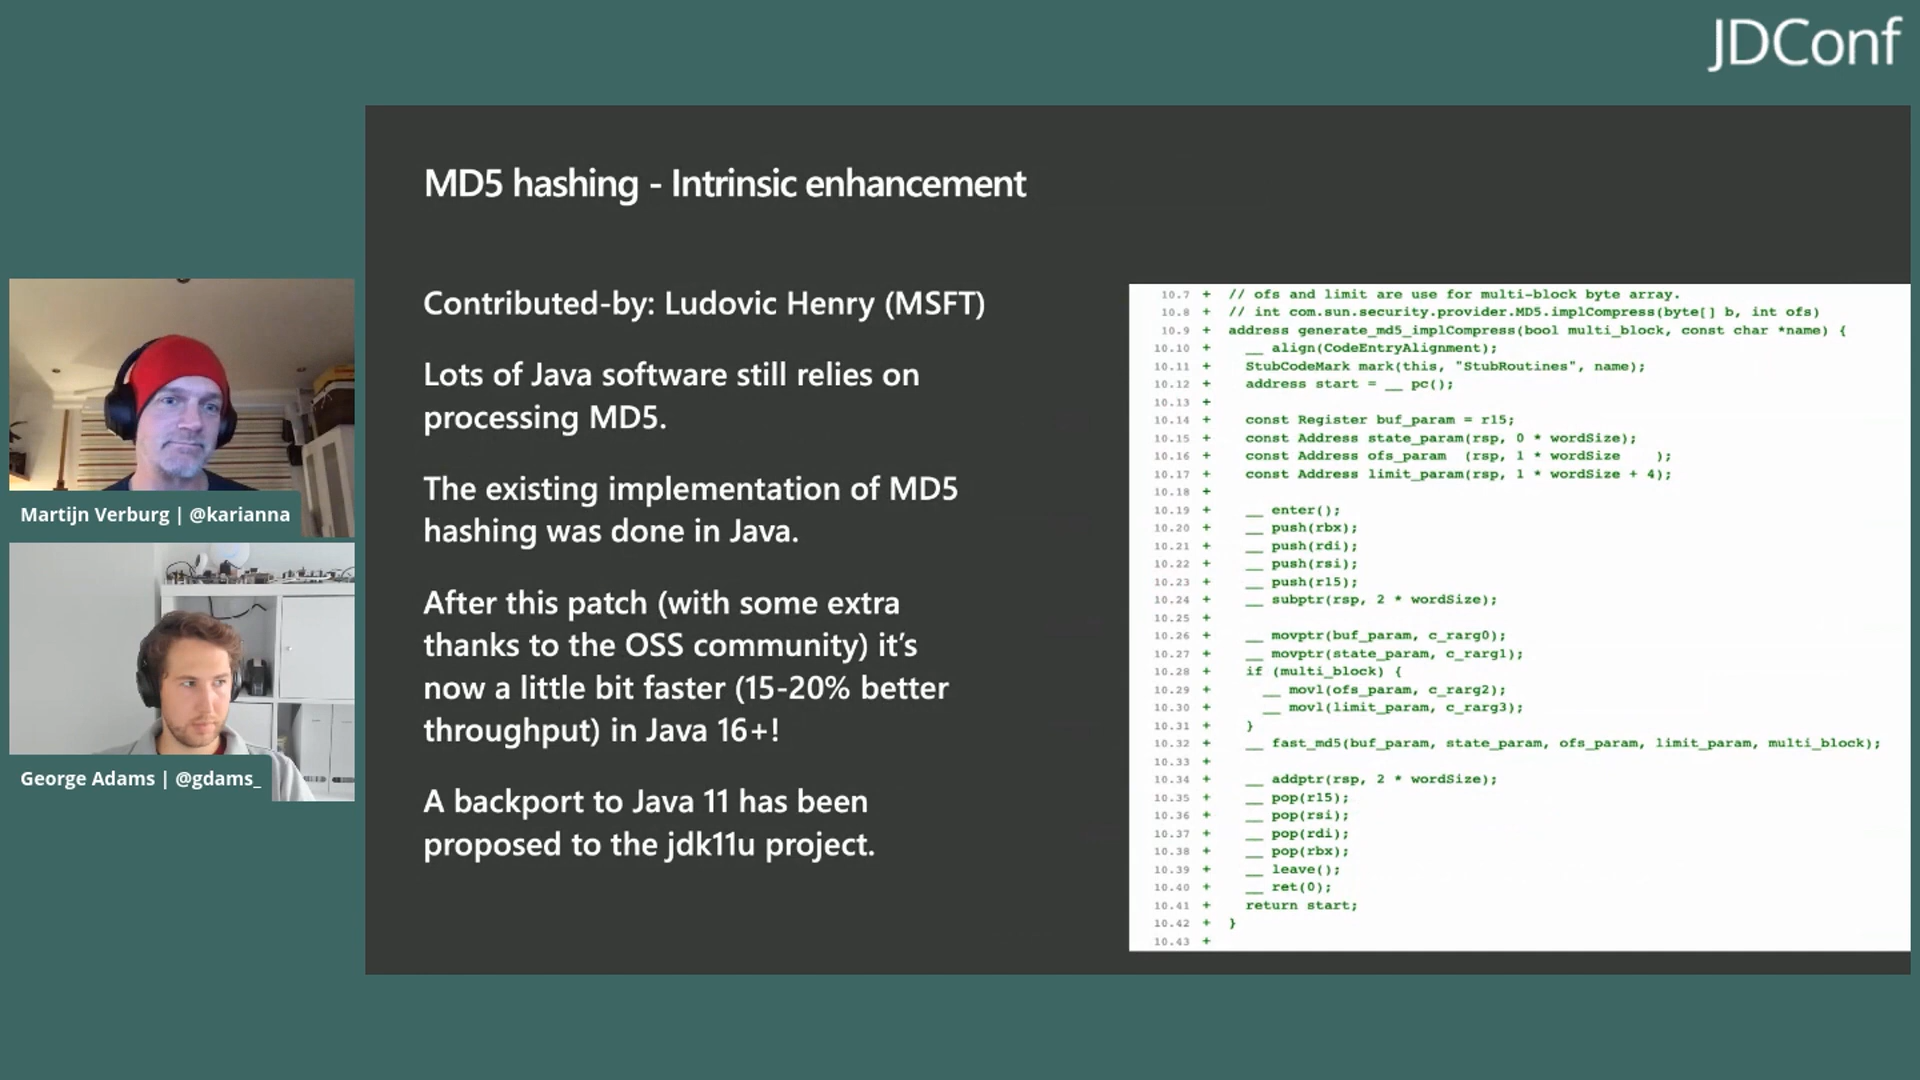 JDConf
MD5 hashing - Intrinsic enhancement
Contributed-by: Ludovic Henry (MSFT)
Lots of Java software still relies on
processing MD5.
The existing implementation of MD5
hashing was done in Java.
After this patch (with some extra
thanks to the OSS community) it’s
now a little bit faster (15-20% better
throughput) in Java 16+!
A backport to Java 11 has been
proposed to the jdk11u project.
10.7 + // ofs and limit are use for multi-block byte array.
10.8 + // int com.sun.security.provider.MD5.implCompress(byte[] b, int ofs)
10.9 + address generate_md5_implCompress(bool multi_block, const char *name) {
10.10 + __ align(CodeEntryAlignment);
10.11 + StubCodeMark mark(this, "StubRoutines", name);
10.12 + address start = __ pc();
10.13 +
10.14 + const Register buf_param = r15;
10.15 + const Address state_param(rsp, 0 * wordSize);
10.16 + const Address ofs_param (rsp, 1 * wordSize );
10.17 + const Address limit_param(rsp, 1 * wordSize + 4);
10.18 +
10.19 + __ enter();
10.20 + __ push(rbx);
10.21 + __ push(rdi);
10.22 + __ push(rsi);
10.23 + __ push(r15);
10.24 + __ subptr(rsp, 2 * wordSize);
10.25 +
10.26 + __ movptr(buf_param, c_rarg0);
10.27 + __ movptr(state_param, c_rarg1);
10.28 + if (multi_block) {
10.29 + __ movl(ofs_param, c_rarg2);
10.30 + __ movl(limit_param, c_rarg3);
10.31 + }
10.32 + __ fast_md5(buf_param, state_param, ofs_param, limit_param, multi_block);
10.33 +
10.34 + __ addptr(rsp, 2 * wordSize);
10.35 + __ pop(r15);
10.36 + __ pop(rsi);
10.37 + __ pop(rdi);
10.38 + __ pop(rbx);
10.39 + __ leave();
10.40 + __ ret(0);
10.41 + return start;
10.42 + }
10.43 +
Martijn Verburg | @karianna
George Adams | @gdams_